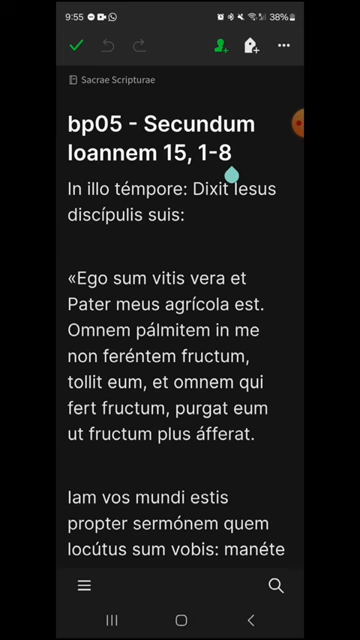 9:55
38%
Sacrae Scripturae
bp05 - Secundum
Ioannem 15, 1-8
In illo témpore: Dixit Iesus
discípulis suis:
«Ego sum vitis vera et
Pater meus agrícola est.
Omnem pálmitem in me
non feréntem fructum,
tollit eum, et omnem qui
fert fructum, purgat eum
ut fructum plus áfferat.
Iam vos mundi estis
propter sermónem quem
locútus sum vobis: manéte